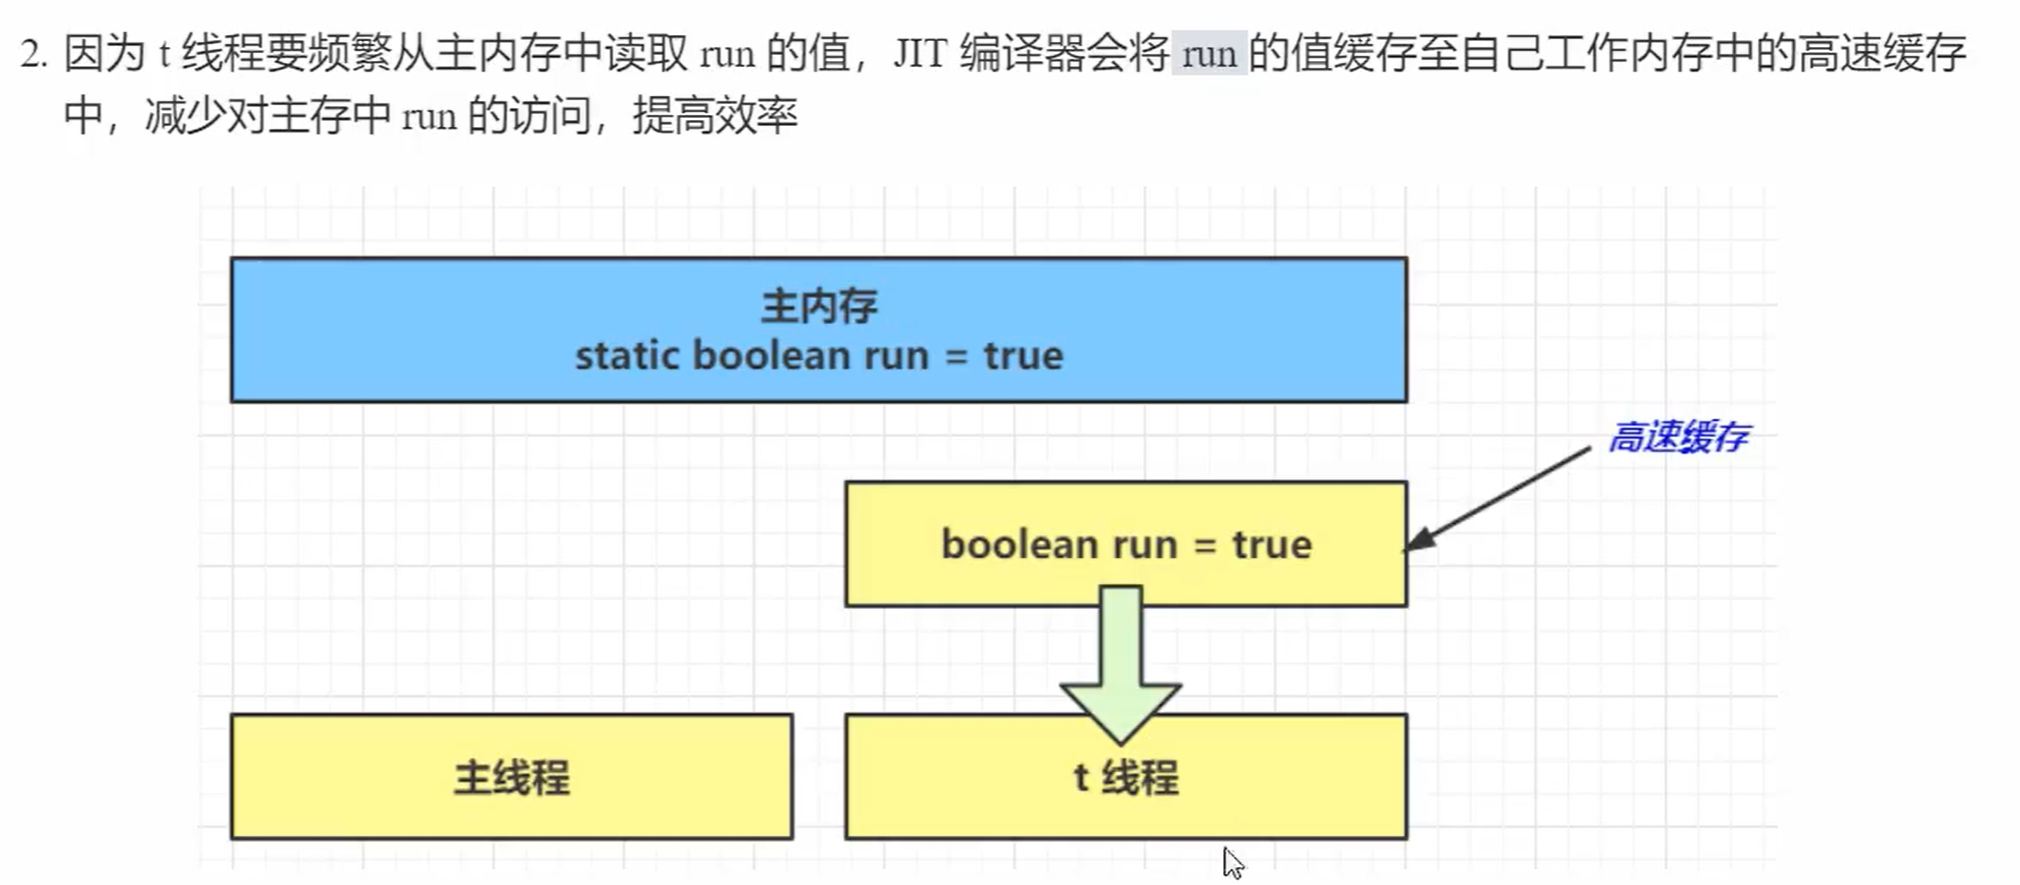 2. 因为 t 线程要频繁从主内存中读取 run 的值，JIT 编译器会将 run 的值缓存至自己工作内存中的高速缓存
中，减少对主存中 run 的访问，提高效率
主内存
static boolean run = true
高速缓存
boolean run = true
主线程
t 线程